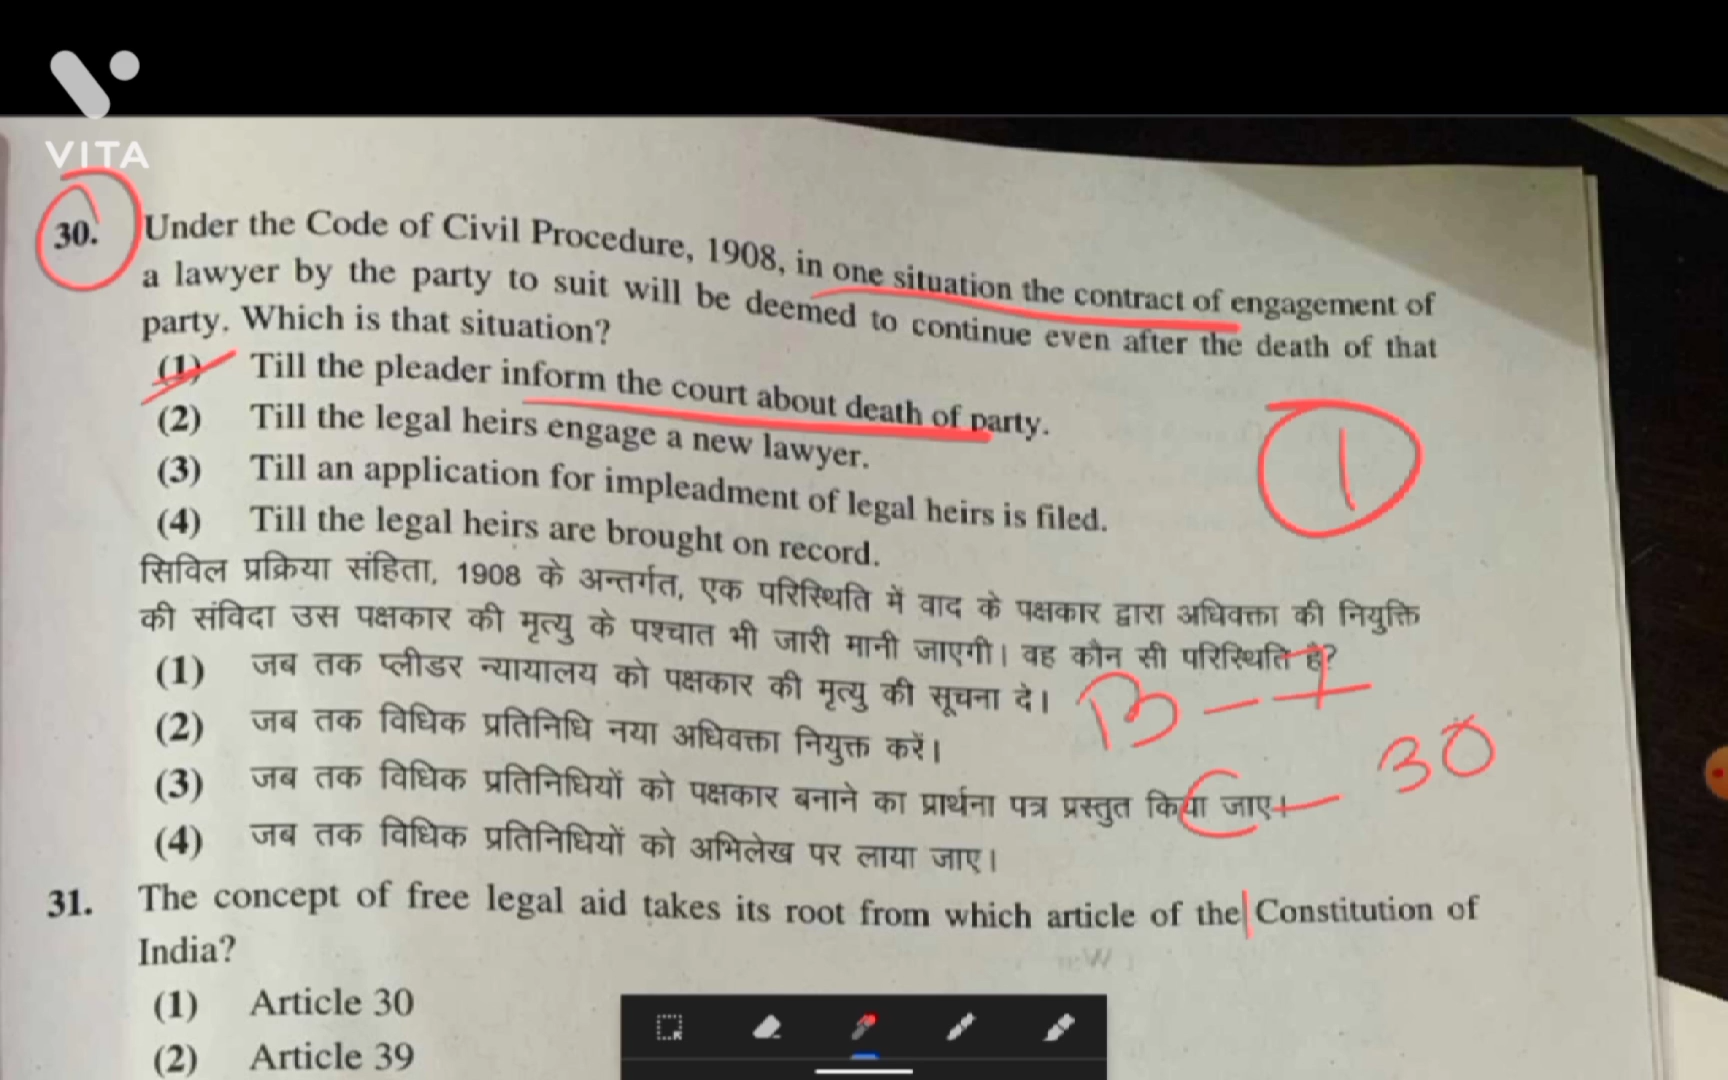 VITA
30. Under the Code of Civil Procedure, 1908, in one situation the contract of engagement of
a lawyer by the party to suit will be deemed to continue even after the death of that
party. Which is that situation?
(1) Till the pleader inform the court about death of party.
(2) Till the legal heirs engage a new lawyer.
(3) Till an application for impleadment of legal heirs is filed.
(4) Till the legal heirs are brought on record.
1
सिविल प्रक्रिया संहिता, 1908 के अन्तर्गत, एक परिस्थिति में वाद के पक्षकार द्वारा अधिवक्ता की नियुक्ति
की संविदा उस पक्षकार की मृत्यु के पश्चात भी जारी मानी जाएगी। वह कौन सी परिस्थिति है?
(1) जब तक प्लीडर न्यायालय को पक्षकार की मृत्यु की सूचना दे।
B - 7
(2) जब तक विधिक प्रतिनिधि नया अधिवक्ता नियुक्त करें।
C - 30
(3) जब तक विधिक प्रतिनिधियों को पक्षकार बनाने का प्रार्थना पत्र प्रस्तुत किया जाए।
(4) जब तक विधिक प्रतिनिधियों को अभिलेख पर लाया जाए।
31. The concept of free legal aid takes its root from which article of the Constitution of
India?
(1) Article 30
(2) Article 39